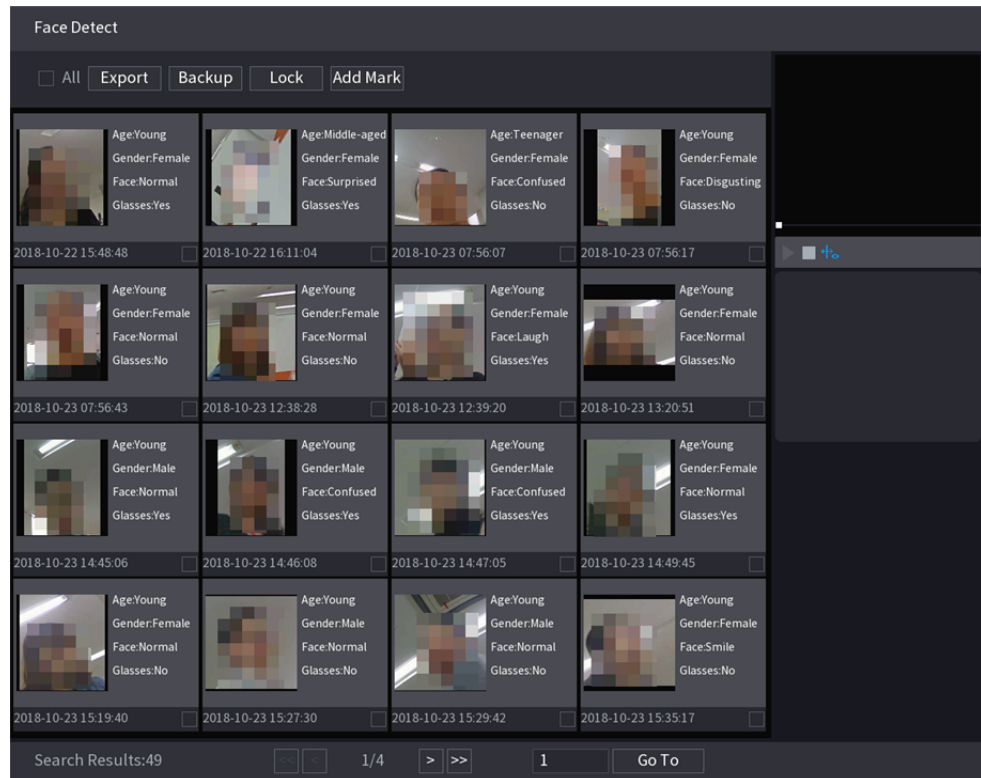 Face Detect
All Export Backup Lock Add Mark
Age:Young
Gender:Female
Face:Normal
Glasses:Yes
2018-10-22 15:48:48
Age:Middle-aged
Gender:Female
Face:Surprised
Glasses:Yes
2018-10-22 16:11:04
Age:Teenager
Gender:Female
Face:Confused
Glasses:No
2018-10-23 07:56:07
Age:Young
Gender:Female
Face:Disgusting
Glasses:No
2018-10-23 07:56:17
Age:Young
Gender:Female
Face:Normal
Glasses:No
2018-10-23 07:56:43
Age:Young
Gender:Female
Face:Normal
Glasses:No
2018-10-23 12:38:28
Age:Young
Gender:Female
Face:Laugh
Glasses:Yes
2018-10-23 12:39:20
Age:Young
Gender:Female
Face:Normal
Glasses:No
2018-10-23 13:20:51
Age:Young
Gender:Male
Face:Normal
Glasses:Yes
2018-10-23 14:45:06
Age:Young
Gender:Male
Face:Confused
Glasses:Yes
2018-10-23 14:46:08
Age:Young
Gender:Male
Face:Confused
Glasses:Yes
2018-10-23 14:47:05
Age:Young
Gender:Female
Face:Normal
Glasses:Yes
2018-10-23 14:49:45
Age:Young
Gender:Female
Face:Normal
Glasses:No
2018-10-23 15:19:40
Age:Young
Gender:Male
Face:Normal
Glasses:No
2018-10-23 15:27:30
Age:Young
Gender:Male
Face:Normal
Glasses:No
2018-10-23 15:29:42
Age:Young
Gender:Female
Face:Smile
Glasses:No
2018-10-23 15:35:17
Search Results:49 << < 1/4 > >> 1 Go To